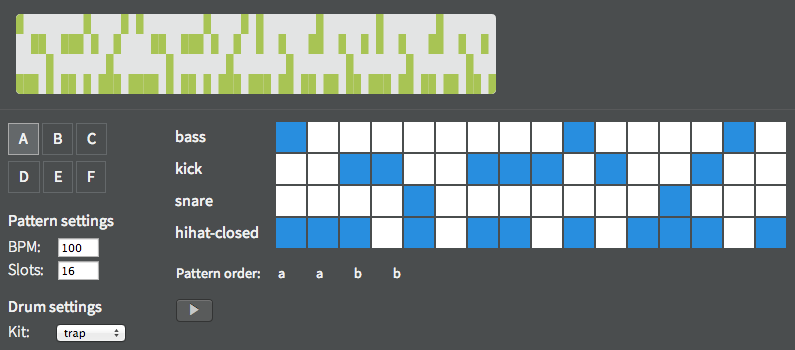 A B C
D E F
Pattern settings
BPM: 100
Slots: 16
Drum settings
Kit: trap
bass
kick
snare
hihat-closed
Pattern order: a a b b